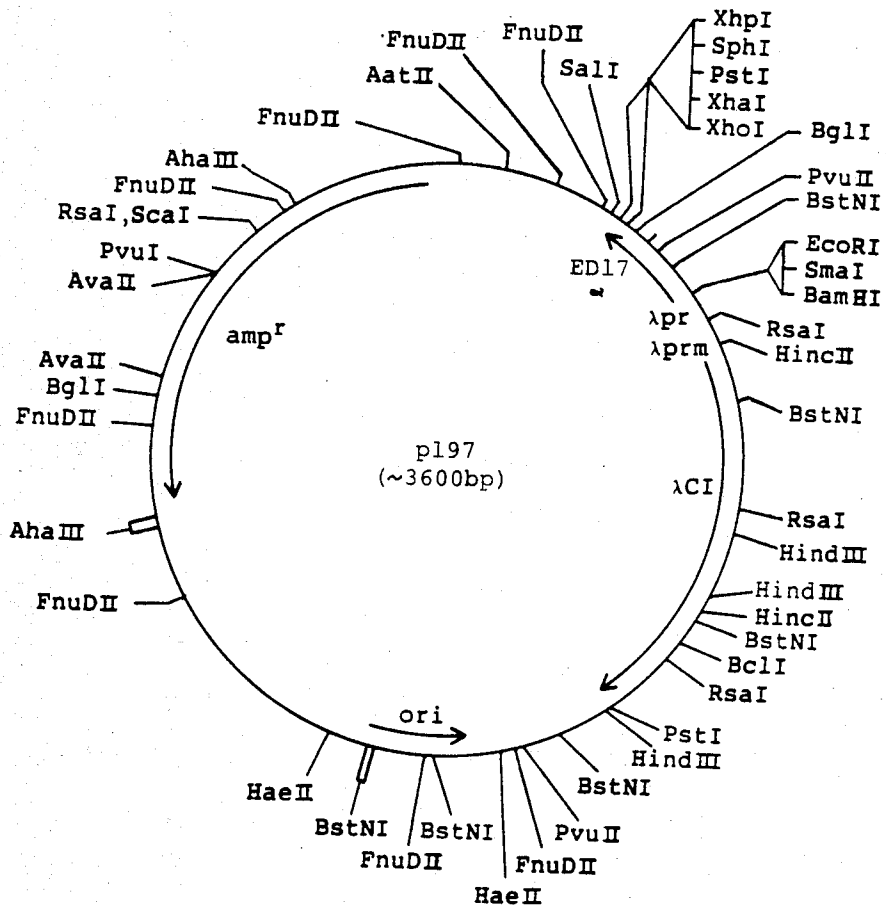 FnuDII
AatII
FnuDII
FnuDII
SalI
XhpI
SphI
PstI
XhaI
XhoI
BglI
PvuII
BstNI
EcoRI
SmaI
BamHI
RsaI
HincII
BstNI
RsaI
HindIII
HindIII
HincII
BstNI
BclI
RsaI
PstI
HindIII
BstNI
PvuII
FnuDII
HaeII
BstNI
FnuDII
BstNI
HaeII
FnuDII
AhaIII
FnuDII
BglI
AvaII
AvaII
PvuI
RsaI,ScaI
FnuDII
AhaIII
ampʳ
ED17
λpr
λprm
λCI
ori
p197
(~3600bp)